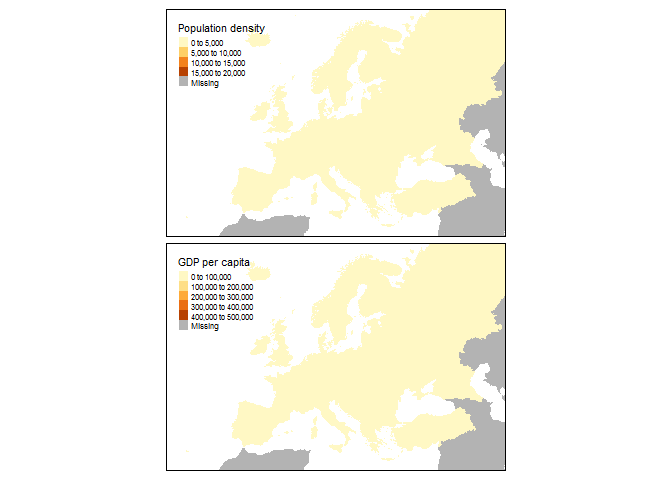 Population density
0 to 5,000
5,000 to 10,000
10,000 to 15,000
15,000 to 20,000
Missing
GDP per capita
0 to 100,000
100,000 to 200,000
200,000 to 300,000
300,000 to 400,000
400,000 to 500,000
Missing